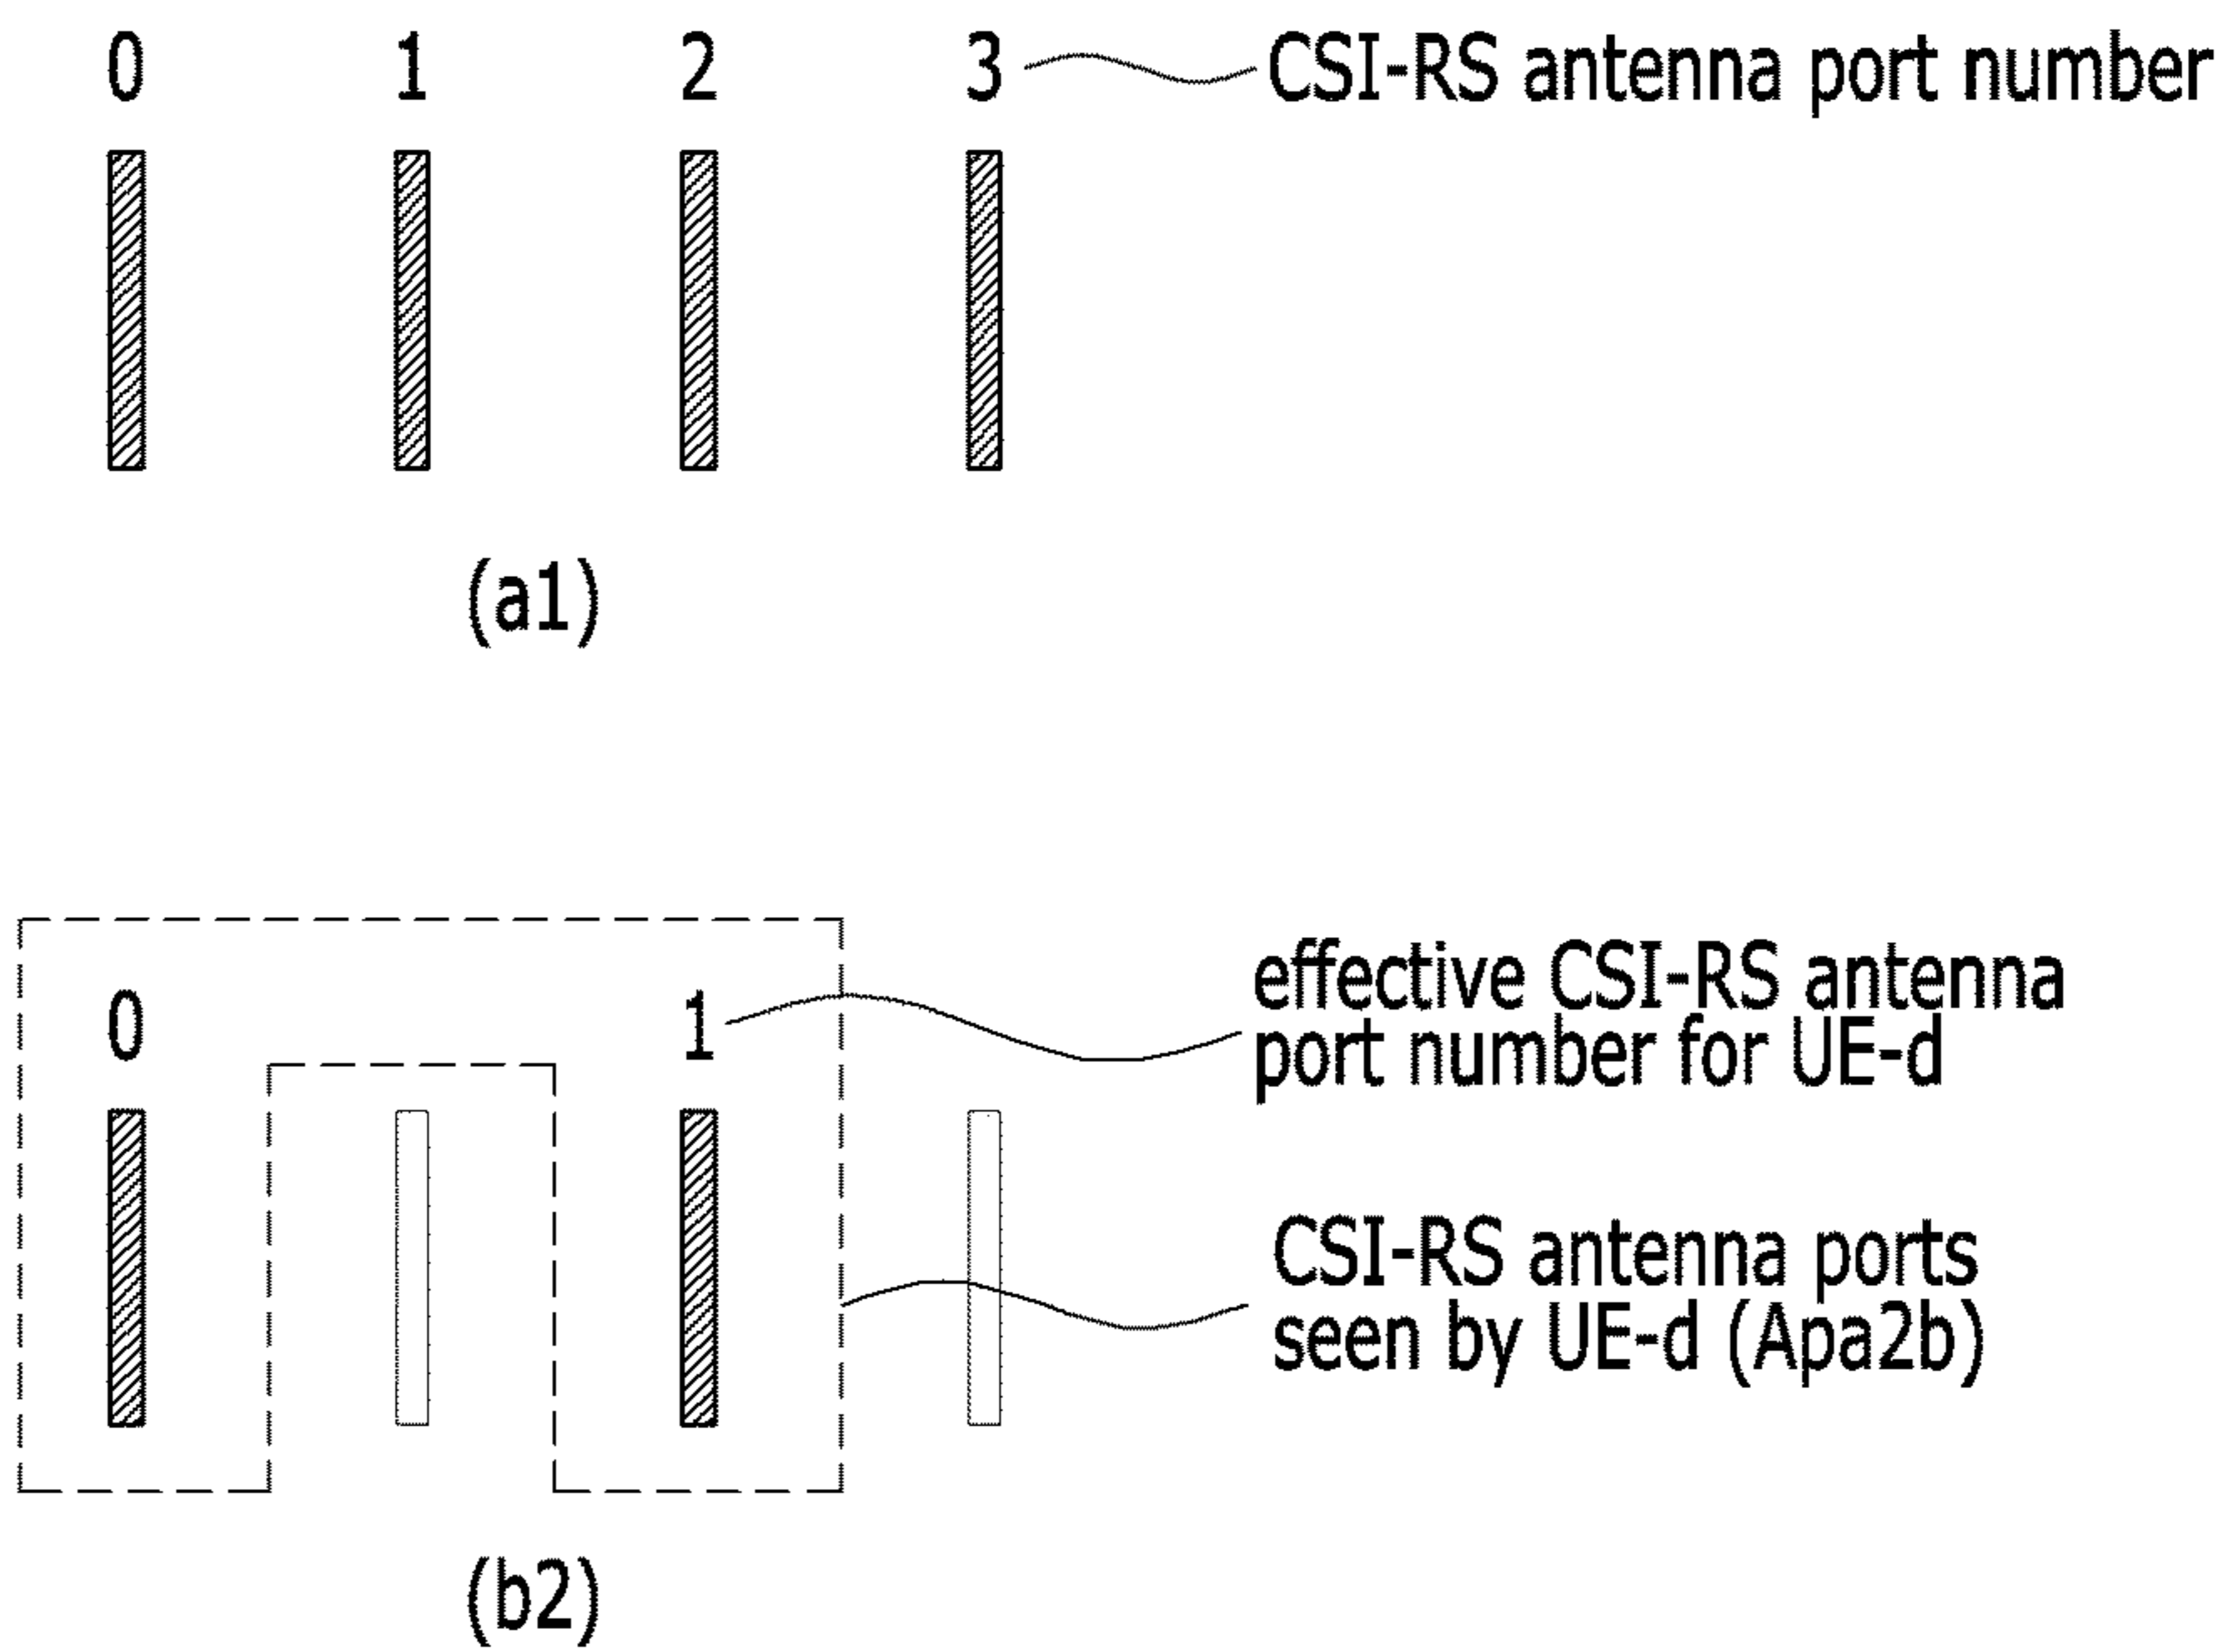 0 1 2 3 CSI-RS antenna port number
(a1)
0 1
effective CSI-RS antenna
port number for UE-d
CSI-RS antenna ports
seen by UE-d (Apa2b)
(b2)